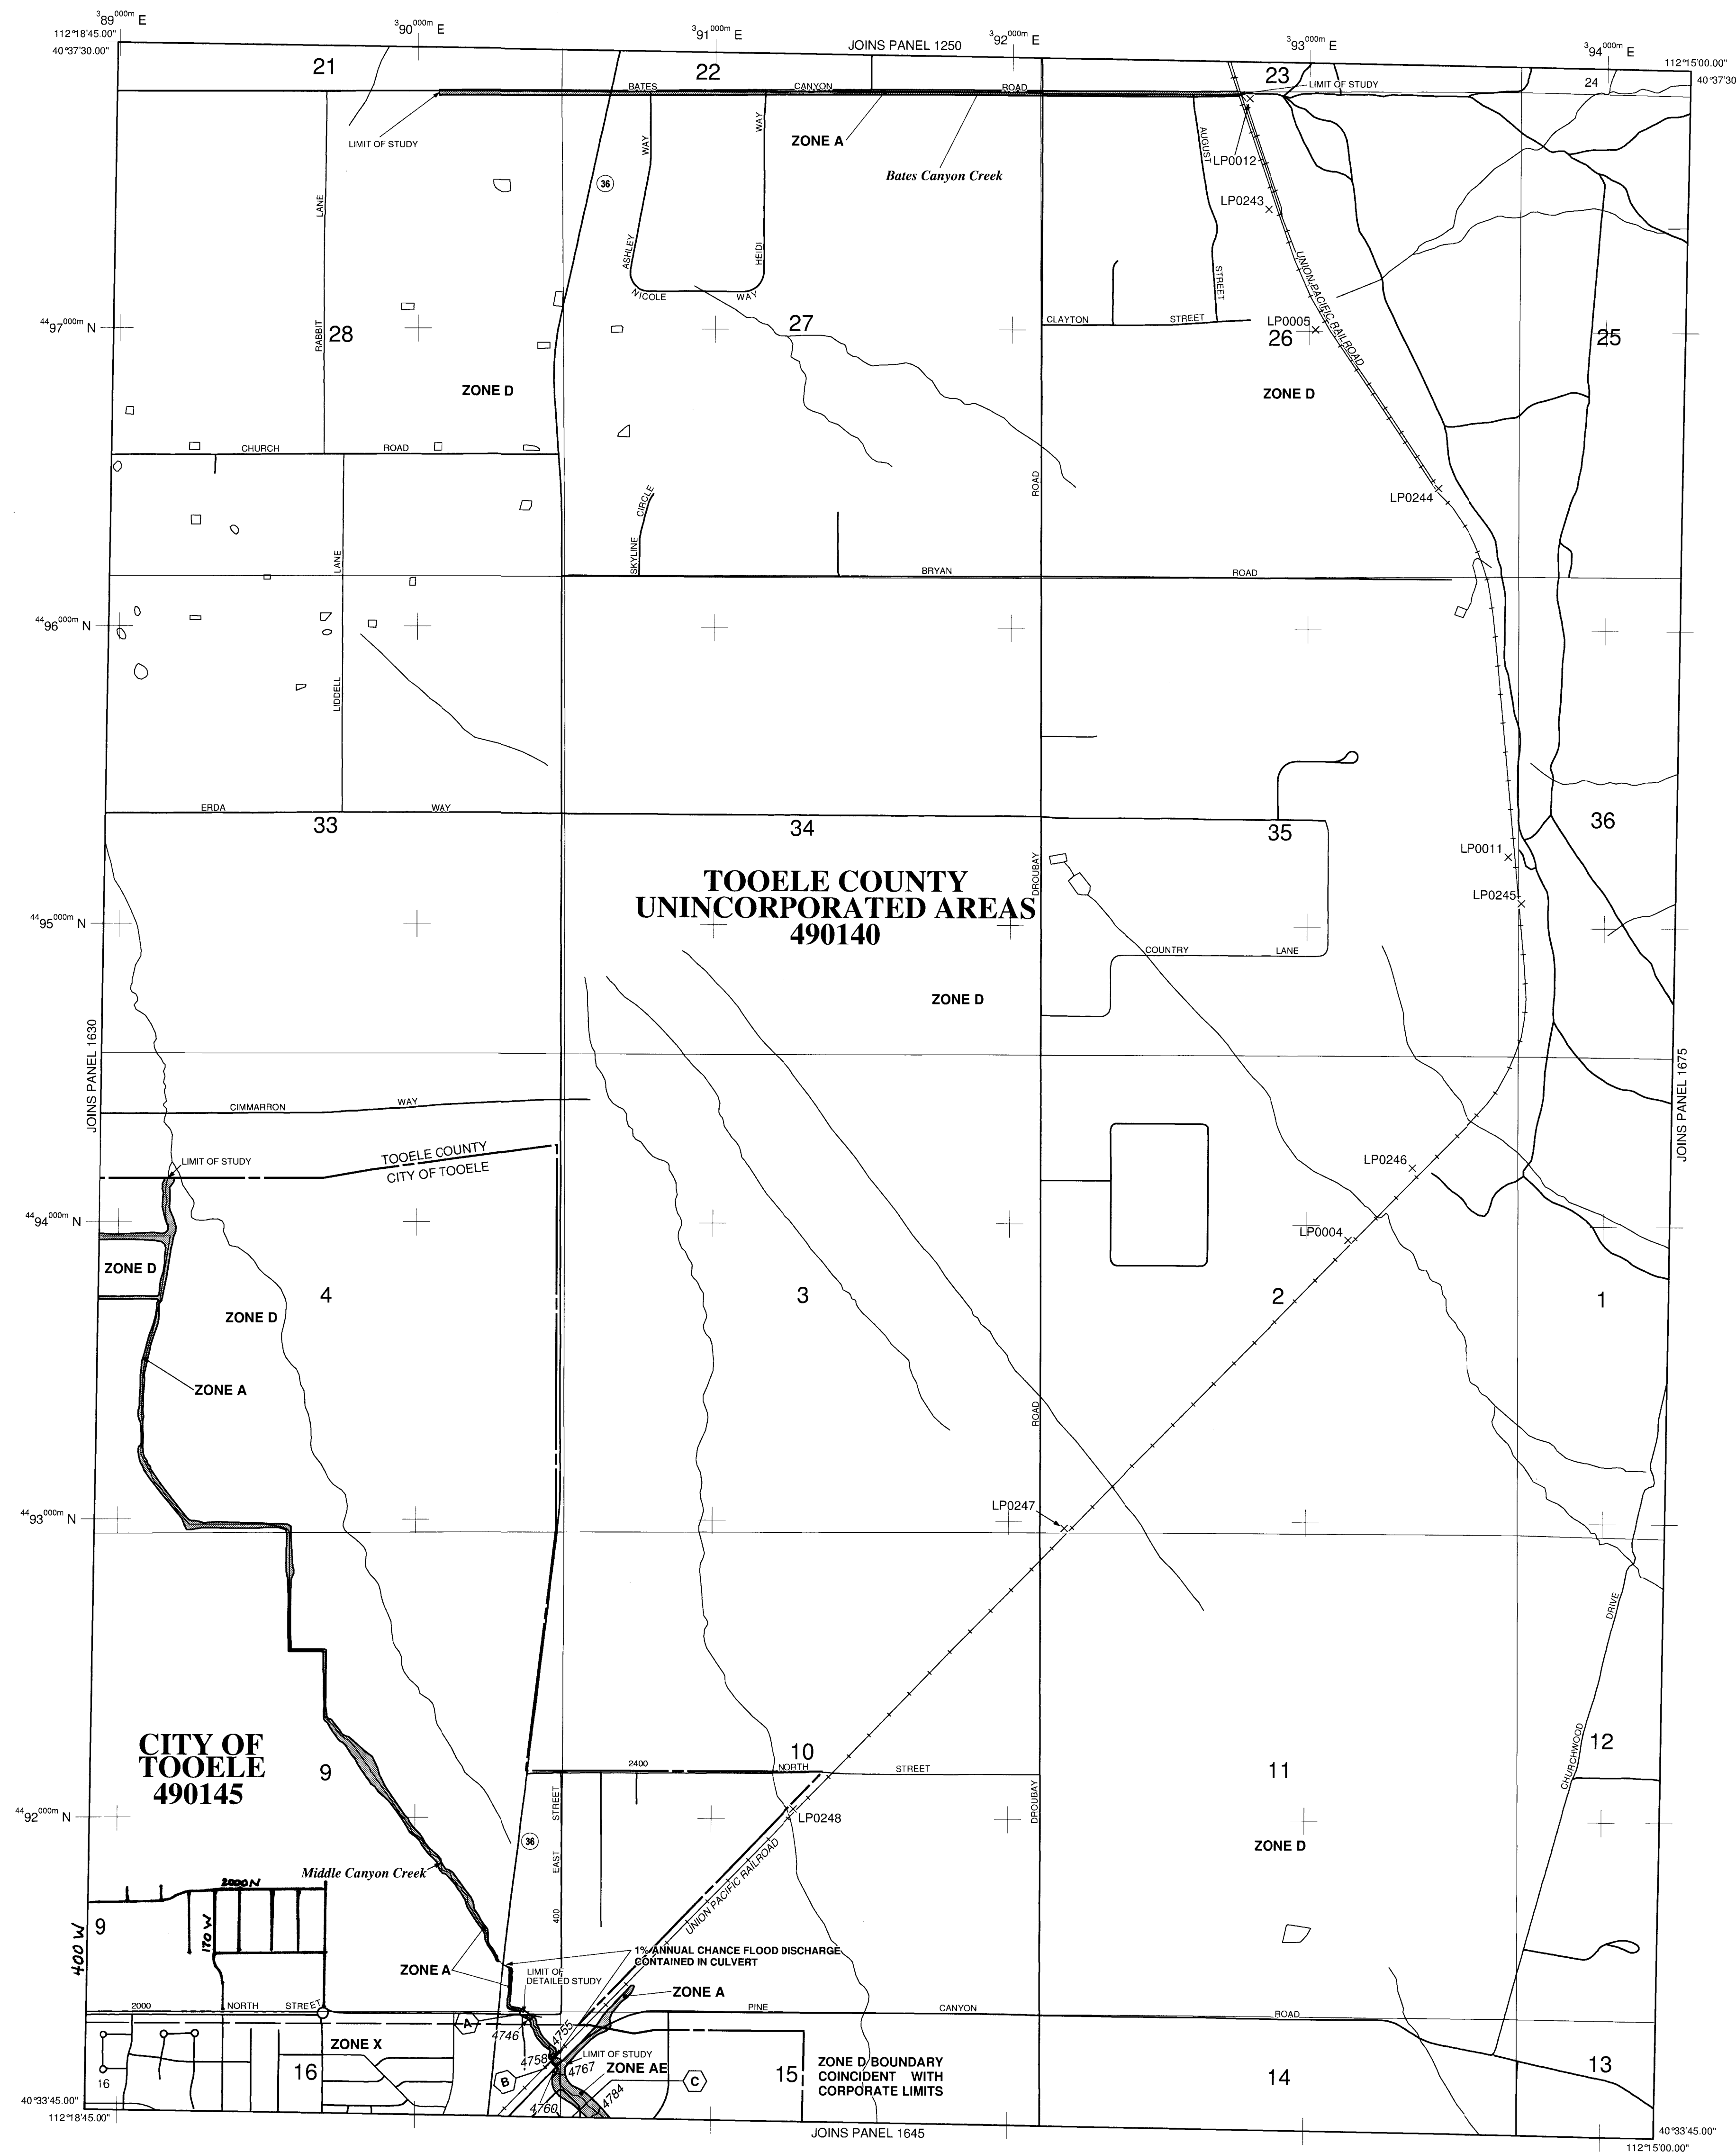 ³89⁰⁰⁰ᵐ E
³90⁰⁰⁰ᵐ E
³91⁰⁰⁰ᵐ E
³92⁰⁰⁰ᵐ E
³93⁰⁰⁰ᵐ E
³94⁰⁰⁰ᵐ E
112°18'45.00"
40°37'30.00"
JOINS PANEL 1250
112°15'00.00"
40°37'30
21
22
23
24
BATES CANYON ROAD
LIMIT OF STUDY
LIMIT OF STUDY
ZONE A
Bates Canyon Creek
WAY
WAY
AUGUST
LP0012
36
LANE
LP0243
ASHLEY
HEIDI
STREET
UNION PACIFIC RAILROAD
NICOLE WAY
⁴⁴97⁰⁰⁰ᵐ N
RABBIT
28
27
CLAYTON STREET
LP0005
26
25
ZONE D
ZONE D
CHURCH ROAD
ROAD
LP0244
SKYLINE CIRCLE
LANE
BRYAN ROAD
⁴⁴96⁰⁰⁰ᵐ N
LIDDELL
ERDA WAY
33
34
35
36
LP0011
DROUBAY
TOOELE COUNTY
UNINCORPORATED AREAS
490140
LP0245
⁴⁴95⁰⁰⁰ᵐ N
COUNTRY LANE
ZONE D
JOINS PANEL 1630
JOINS PANEL 1675
CIMMARRON WAY
TOOELE COUNTY
CITY OF TOOELE
LIMIT OF STUDY
LP0246
⁴⁴94⁰⁰⁰ᵐ N
LP0004
ZONE D
4
3
2
1
ZONE D
ZONE A
ROAD
LP0247
⁴⁴93⁰⁰⁰ᵐ N
DRIVE
CITY OF
TOOELE
490145
9
10
11
12
CHURCHWOOD
2400 NORTH STREET
STREET
DROUBAY
⁴⁴92⁰⁰⁰ᵐ N
LP0248
36
ZONE D
EAST
UNION PACIFIC RAILROAD
Middle Canyon Creek
2000N
400
9
170 W
400 W
1% ANNUAL CHANCE FLOOD DISCHARGE
CONTAINED IN CULVERT
ZONE A
LIMIT OF
DETAILED STUDY
ZONE A
2000 NORTH STREET
PINE CANYON ROAD
A
4746
4755
ZONE X
4758
LIMIT OF STUDY
4767
ZONE AE
16
16
B
4760
4784
C
15
ZONE D BOUNDARY
COINCIDENT WITH
CORPORATE LIMITS
14
13
40°33'45.00"
112°18'45.00"
JOINS PANEL 1645
40°33'45.00"
112°15'00.00"